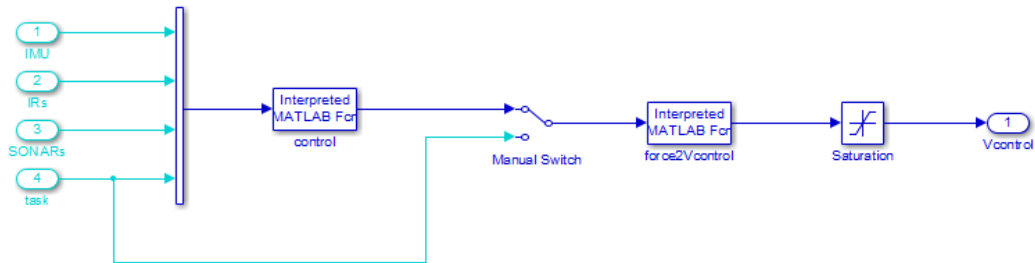 1
IMU
2
IRs
3
SONARs
4
task
Interpreted
MATLAB Fcn
control
Manual Switch
Interpreted
MATLAB Fcn
force2Vcontrol
Saturation
1
Vcontrol